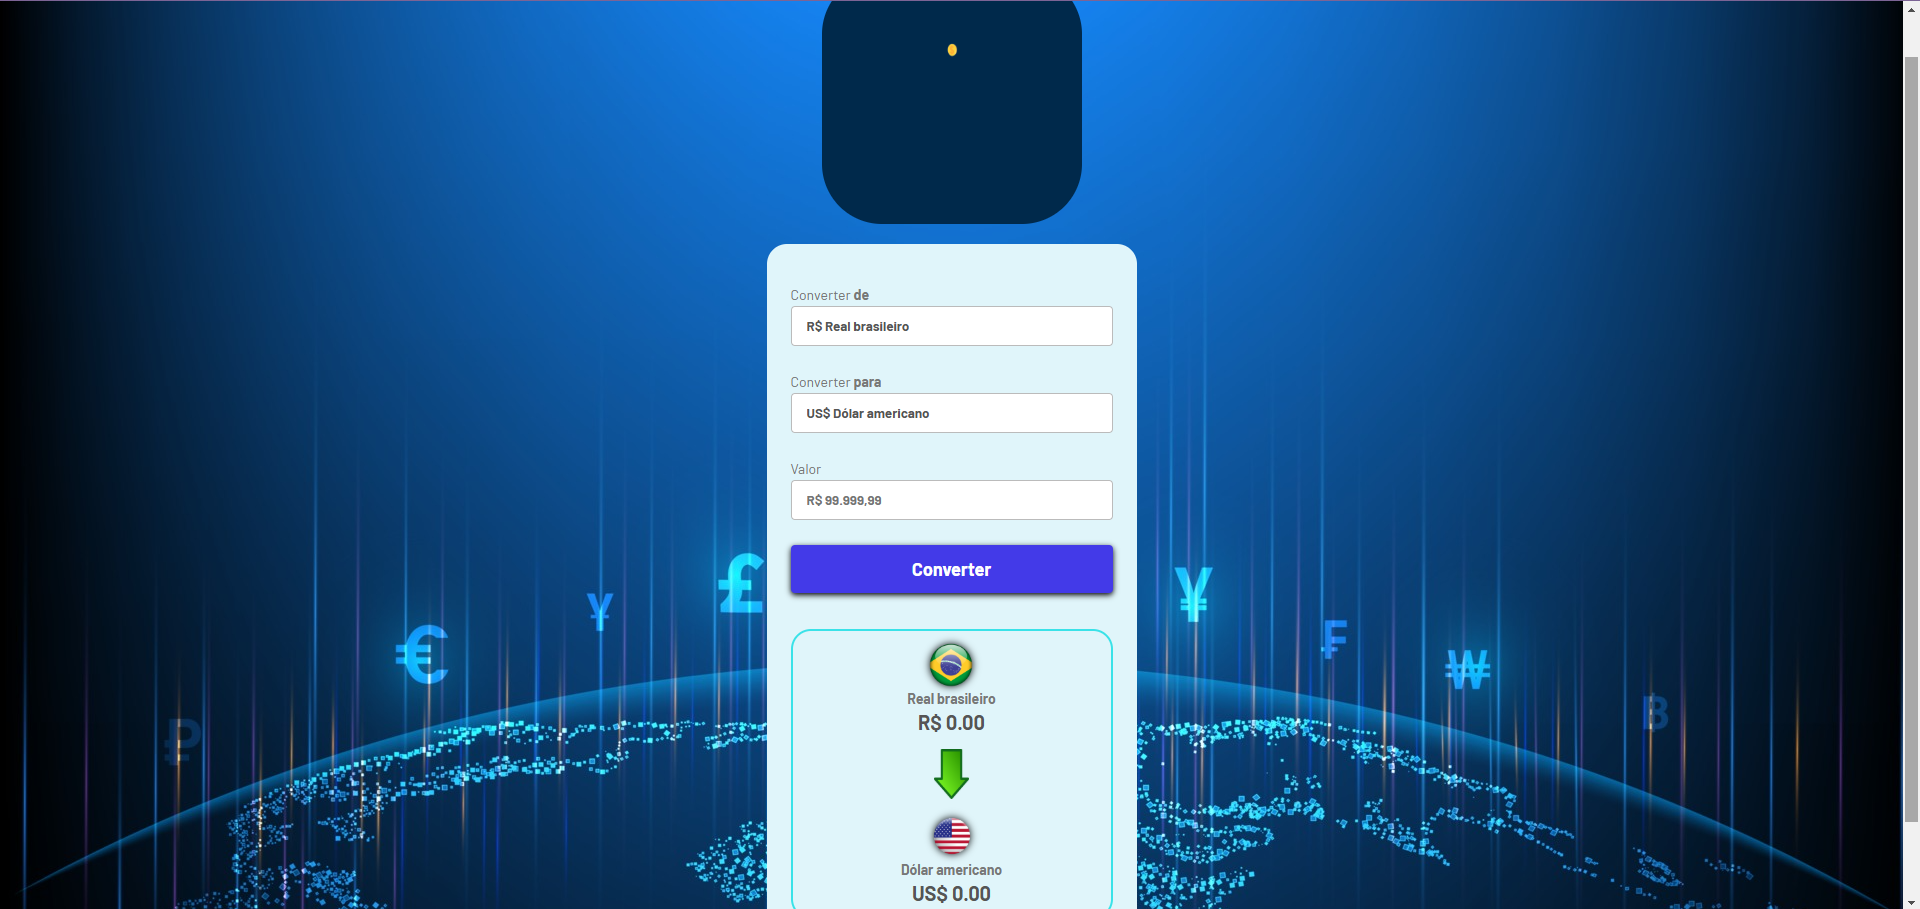 Converter de
R$ Real brasileiro
Converter para
US$ Dólar americano
Valor
R$ 99.999,99
Converter
Real brasileiro
R$ 0.00
Dólar americano
US$ 0.00